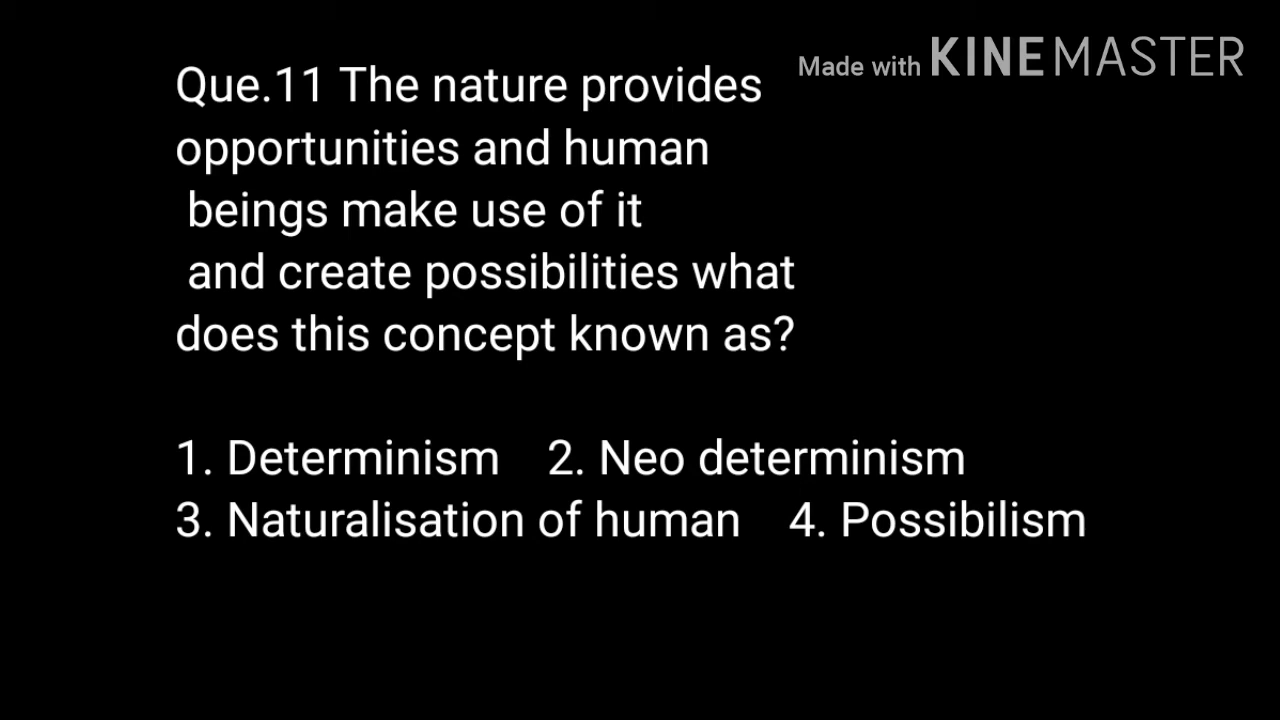 Made with KINEMASTER
Que.11 The nature provides
opportunities and human
beings make use of it
and create possibilities what
does this concept known as?
1. Determinism 2. Neo determinism
3. Naturalisation of human 4. Possibilism